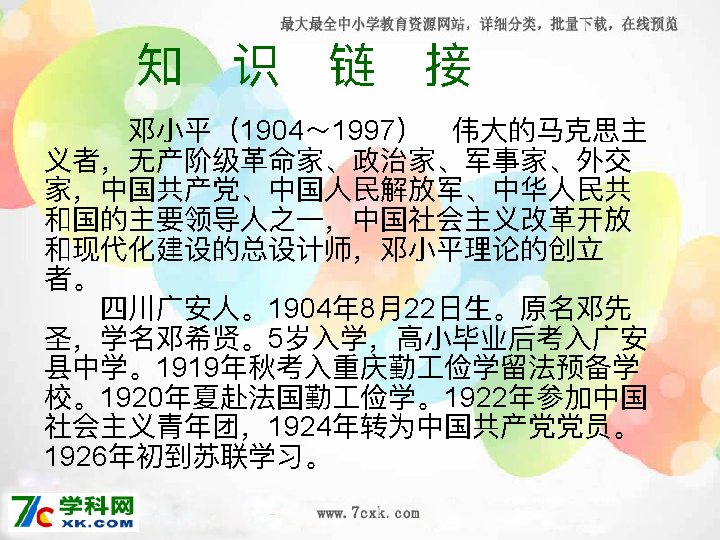 最大最全中小学教育资源网站，详细分类，批量下载，在线预览
知 识 链 接
邓小平（1904～1997） 伟大的马克思主
义者，无产阶级革命家、政治家、军事家、外交
家，中国共产党、中国人民解放军、中华人民共
和国的主要领导人之一，中国社会主义改革开放
和现代化建设的总设计师，邓小平理论的创立
者。
四川广安人。1904年8月22日生。原名邓先
圣，学名邓希贤。5岁入学，高小毕业后考入广安
县中学。1919年秋考入重庆勤工俭学留法预备学
校。1920年夏赴法国勤工俭学。1922年参加中国
社会主义青年团，1924年转为中国共产党党员。
1926年初到苏联学习。
7c 学科网
XK.COM
www.7cxk.com